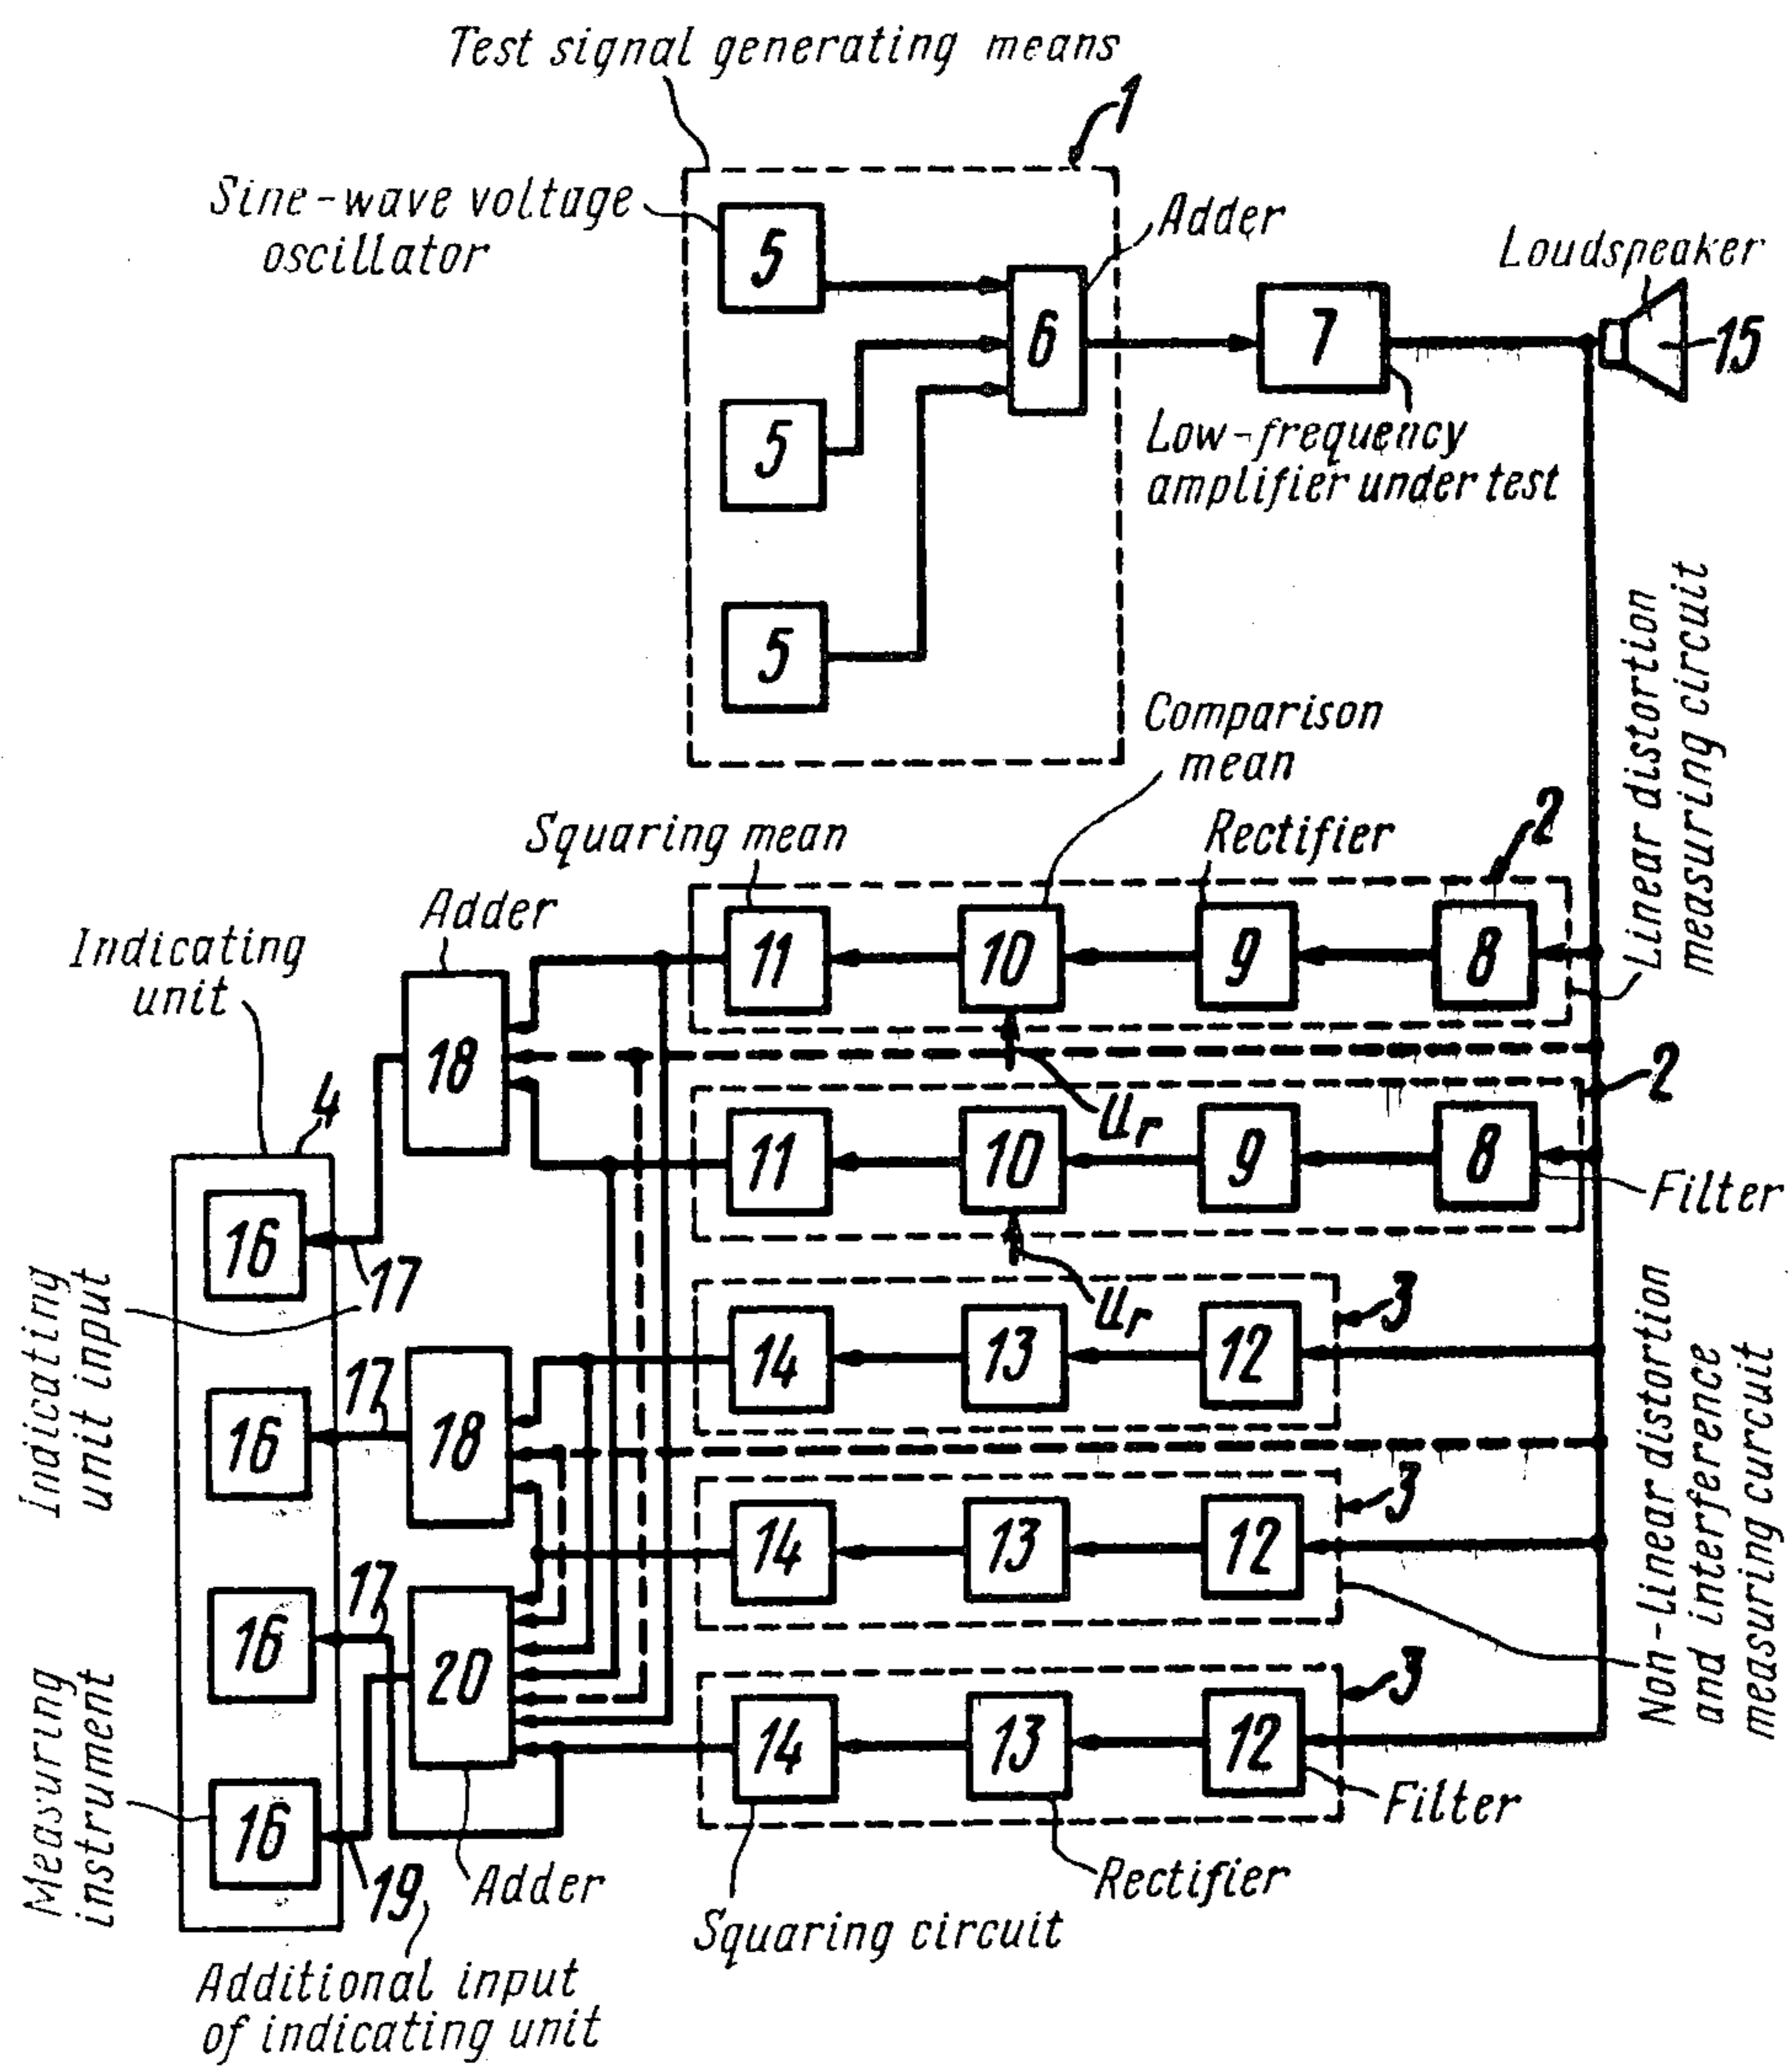 Test signal generating means
1
Sine-wave voltage
oscillator
5
Adder
6
7
Loudspeaker
15
5
Low-frequency
amplifier under test
5
Linear distortion
measuring circuit
Comparison
mean
Squaring mean
Rectifier
2
Adder
Indicating
unit
11
10
9
8
18
4
Ur
2
11
10
9
8
Filter
16
17
Indicating
unit input
Ur
3
14
13
12
17
16
18
3
14
13
12
Non-Linear distortion
and interference
measuring curcuit
17
16
20
3
14
13
12
Filter
Measuring
instrument
16
19
Adder
Rectifier
Squaring circuit
Additional input
of indicating unit